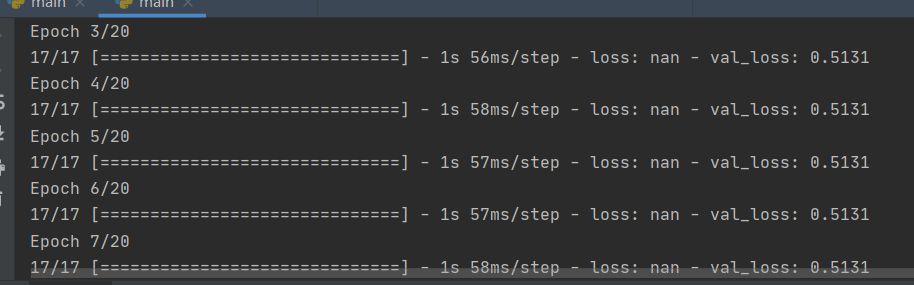 main main
Epoch 3/20
17/17 [==============================] - 1s 56ms/step - loss: nan - val_loss: 0.5131
Epoch 4/20
17/17 [==============================] - 1s 58ms/step - loss: nan - val_loss: 0.5131
Epoch 5/20
17/17 [==============================] - 1s 57ms/step - loss: nan - val_loss: 0.5131
Epoch 6/20
17/17 [==============================] - 1s 57ms/step - loss: nan - val_loss: 0.5131
Epoch 7/20
17/17 [==============================] - 1s 58ms/step - loss: nan - val_loss: 0.5131